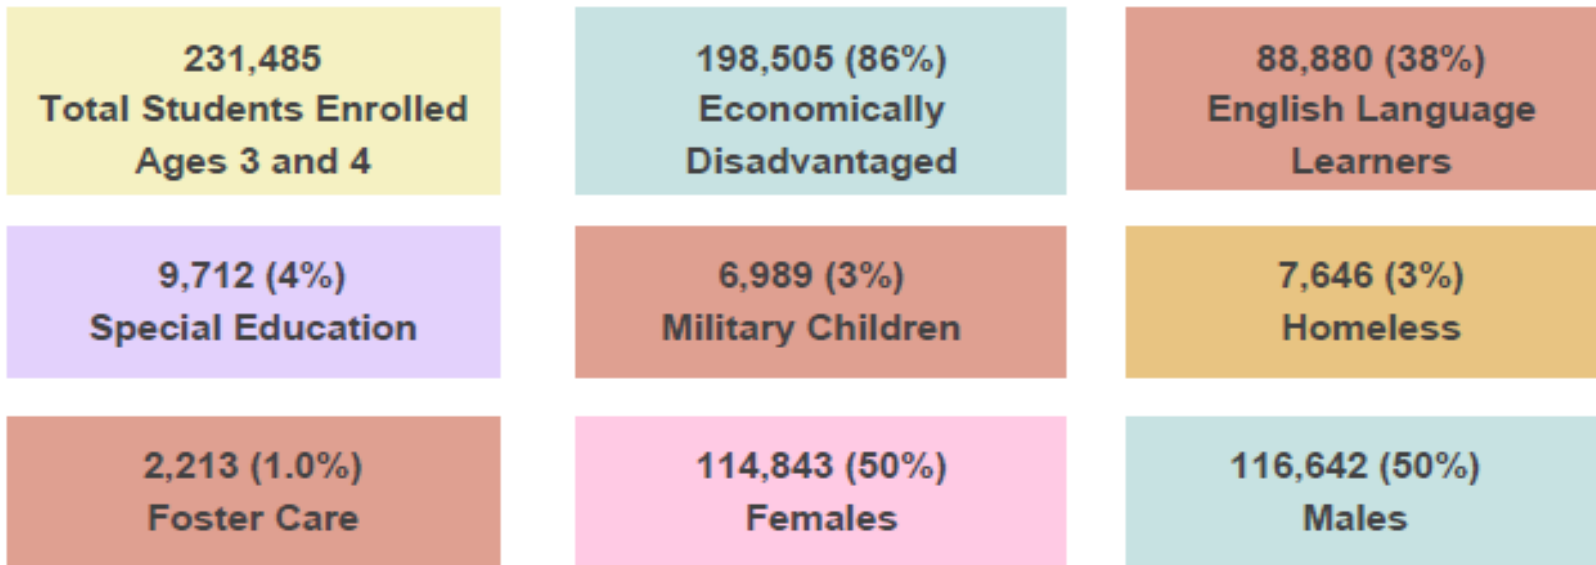 231,485
Total Students Enrolled
Ages 3 and 4
198,505 (86%)
Economically
Disadvantaged
88,880 (38%)
English Language
Learners
9,712 (4%)
Special Education
6,989 (3%)
Military Children
7,646 (3%)
Homeless
2,213 (1.0%)
Foster Care
114,843 (50%)
Females
116,642 (50%)
Males